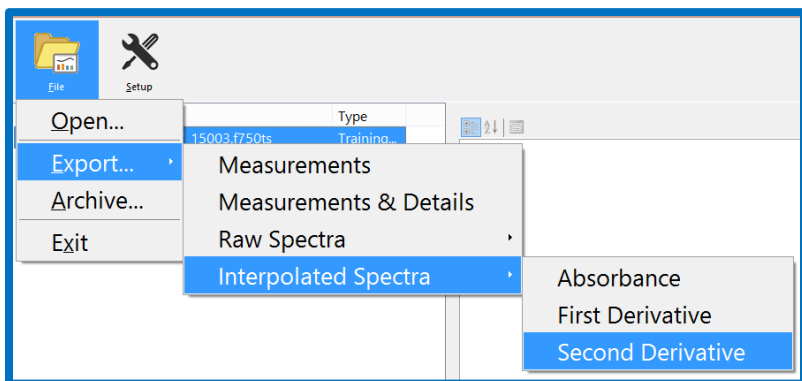 File
Setup
Type
15003.f750ts
Training...
Open...
Export...
Archive...
Exit
Measurements
Measurements & Details
Raw Spectra
Interpolated Spectra
Absorbance
First Derivative
Second Derivative